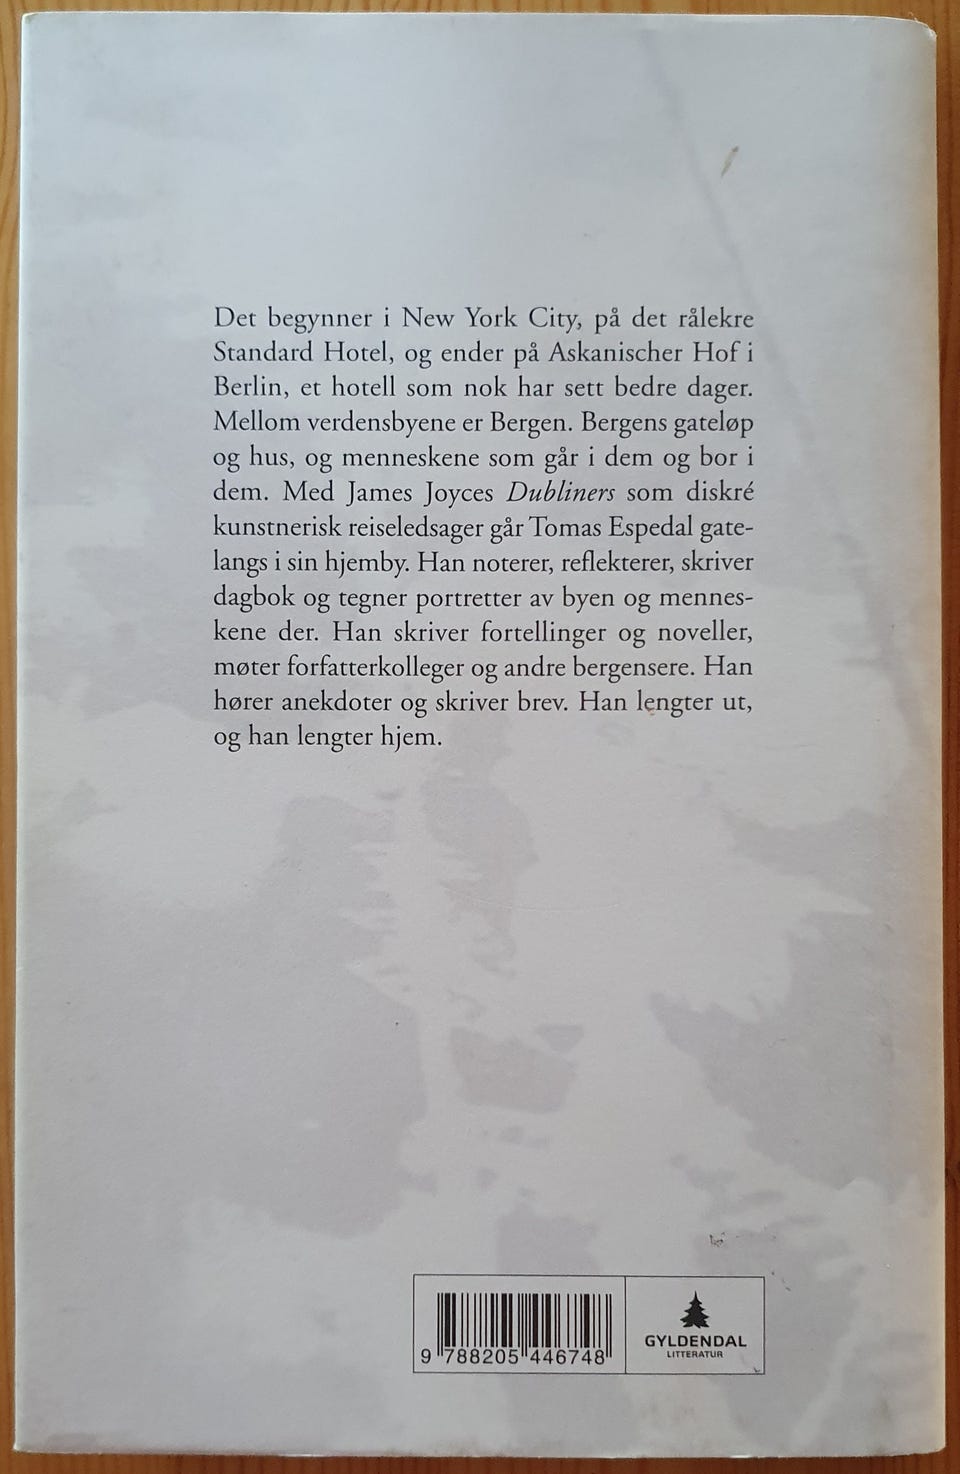 Det begynner i New York City, på det rålekre
Standard Hotel, og ender på Askanischer Hof i
Berlin, et hotell som nok har sett bedre dager.
Mellom verdensbyene er Bergen. Bergens gateløp
og hus, og menneskene som går i dem og bor i
dem. Med James Joyces Dubliners som diskré
kunstnerisk reiseledsager går Tomas Espedal gate-
langs i sin hjemby. Han noterer, reflekterer, skriver
dagbok og tegner portretter av byen og mennes-
kene der. Han skriver fortellinger og noveller,
møter forfatterkolleger og andre bergensere. Han
hører anekdoter og skriver brev. Han lengter ut,
og han lengter hjem.
9 788205 446748
GYLDENDAL
LITTERATUR